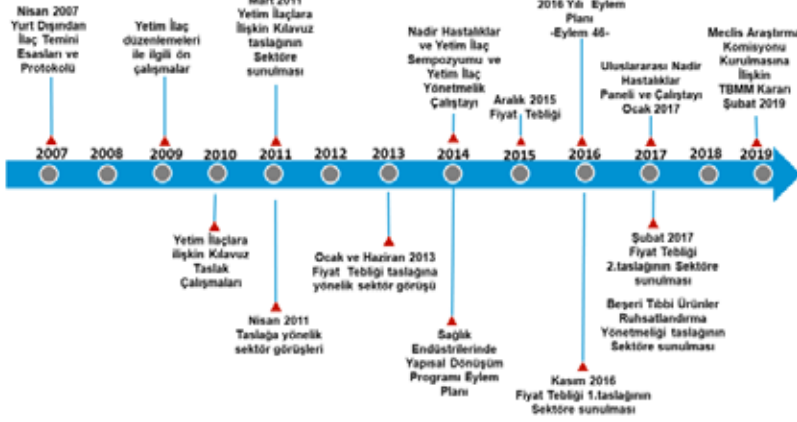 Nisan 2007
Yurt Dışından
İlaç Temini
Esasları ve
Protokolü
Yetim İlaç
düzenlemeleri
ile ilgili ön
çalışmalar
Mart 2011
Yetim İlaçlara
İlişkin Kılavuz
taslağının
Sektöre
sunulması
Nadir Hastalıklar
ve Yetim İlaç
Sempozyumu ve
Yetim İlaç
Yönetmelik
Çalıştayı
Aralık 2015
Fiyat Tebliği
2016 Yılı Eylem
Planı
-Eylem 46-
Uluslararası Nadir
Hastalıklar
Paneli ve Çalıştayı
Ocak 2017
Meclis Araştırma
Komisyonu
Kurulmasına
İlişkin
TBMM Kararı
Şubat 2019
2007 2008 2009 2010 2011 2012 2013 2014 2015 2016 2017 2018 2019
Yetim İlaçlara
ilişkin Kılavuz
Taslak
Çalışmaları
Nisan 2011
Taslağa yönelik
sektör görüşleri
Ocak ve Haziran 2013
Fiyat Tebliği taslağına
yönelik sektör görüşü
Sağlık
Endüstrilerinde
Yapısal Dönüşüm
Programı Eylem
Planı
Kasım 2016
Fiyat Tebliği 1.taslağının
Sektöre sunulması
Şubat 2017
Fiyat Tebliği
2.taslağının Sektöre
sunulması
Beşeri Tıbbi Ürünler
Ruhsatlandırma
Yönetmeliği taslağının
Sektöre sunulması